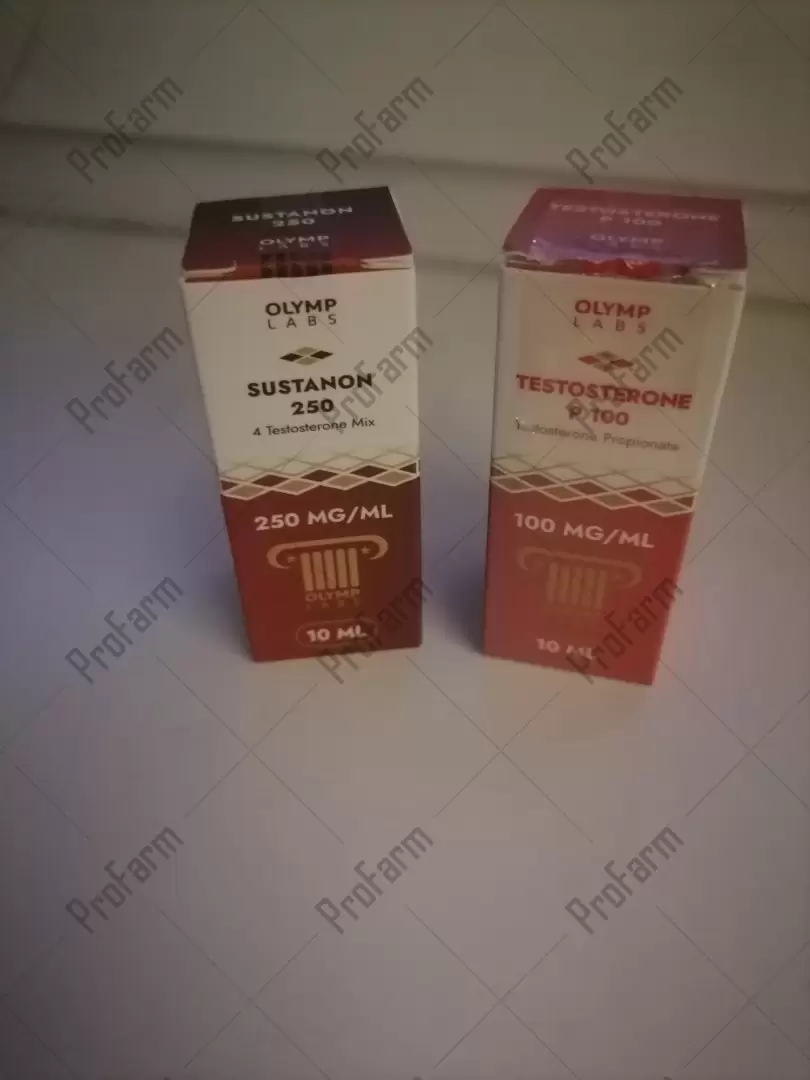 SUSTANON
250
OLYMP
LABS
OLYMP
LABS
SUSTANON
250
4 Testosterone Mix
250 MG/ML
OLYMP
LABS
10 ML
TESTOSTERONE
P 100
OLYMP
OLYMP
LABS
TESTOSTERONE
P 100
Testosterone Propionate
100 MG/ML
10 ML
ProFarm
ProFarm
ProFarm
ProFarm
ProFarm
ProFarm
ProFarm
ProFarm
ProFarm
ProFarm
ProFarm
ProFarm